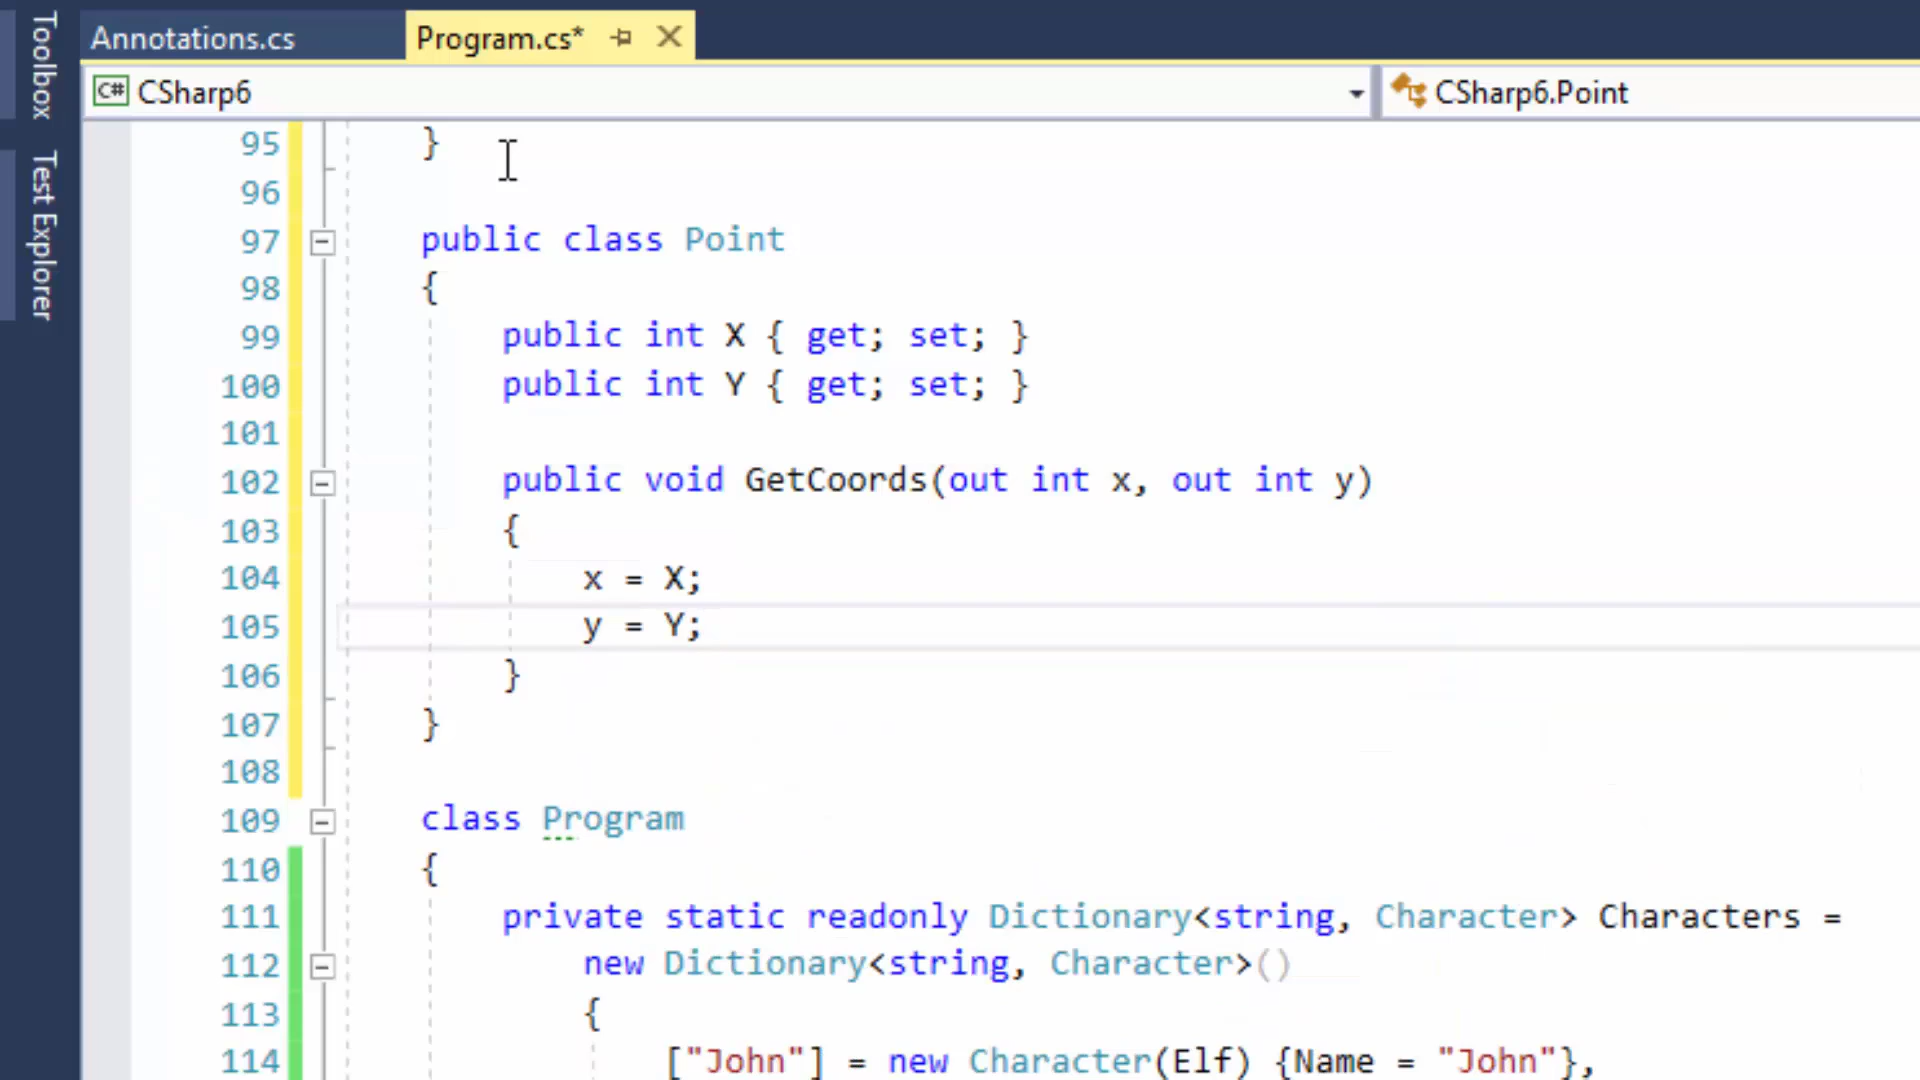 Toolbox
Test Explorer
Annotations.cs
Program.cs*
C# CSharp6
CSharp6.Point
95 }
96
97 public class Point
98 {
99 public int X { get; set; }
100 public int Y { get; set; }
101
102 public void GetCoords(out int x, out int y)
103 {
104 x = X;
105 y = Y;
106 }
107 }
108
109 class Program
110 {
111 private static readonly Dictionary<string, Character> Characters =
112 new Dictionary<string, Character>()
113 {
114 ["John"] = new Character(Elf) {Name = "John"},